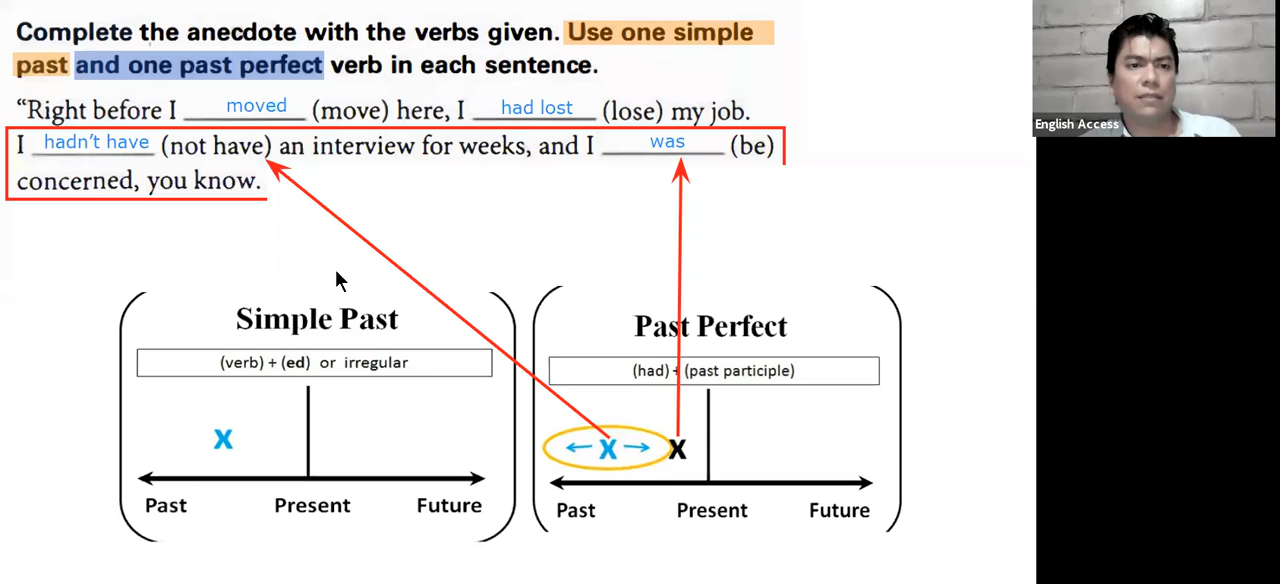 Complete the anecdote with the verbs given. Use one simple
past and one past perfect verb in each sentence.
“Right before I moved (move) here, I had lost (lose) my job.
I hadn’t have (not have) an interview for weeks, and I was (be)
concerned, you know.
English Access
Simple Past
(verb) + (ed) or irregular
X
Past Present Future
Past Perfect
(had) + (past participle)
X X
Past Present Future